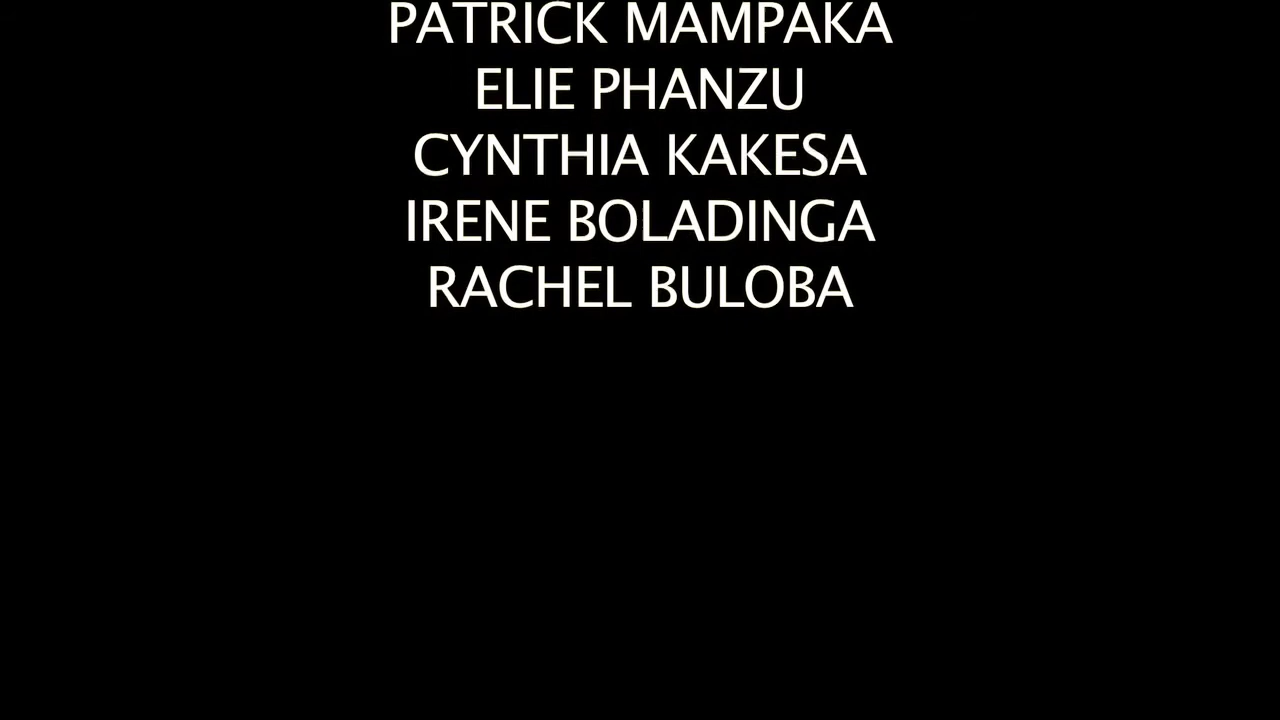 PATRICK MAMPAKA
ELIE PHANZU
CYNTHIA KAKESA
IRENE BOLADINGA
RACHEL BULOBA